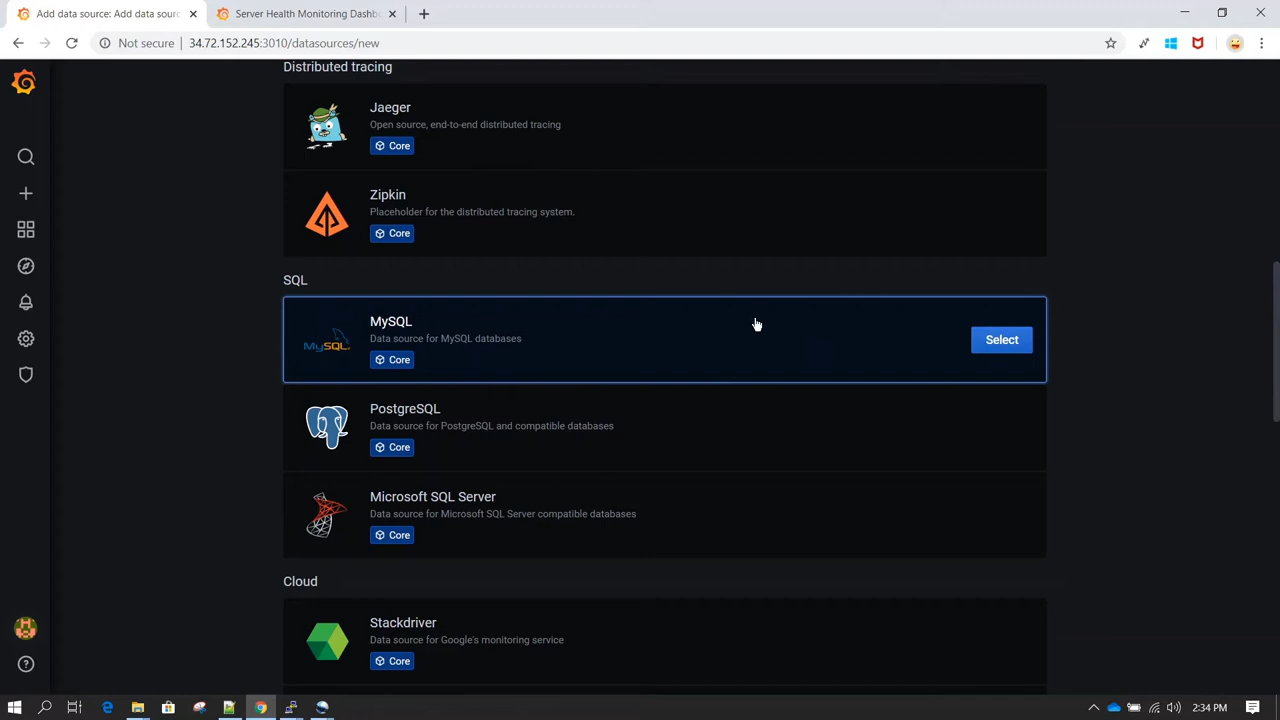 Add data source: Add data sour
Server Health Monitoring Dashb
Not secure
34.72.152.245:3010/datasources/new
Distributed tracing
Jaeger
Open source, end-to-end distributed tracing
Core
Zipkin
Placeholder for the distributed tracing system.
Core
SQL
MySQL
MySQL
Data source for MySQL databases
Core
Select
PostgreSQL
Data source for PostgreSQL and compatible databases
Core
Microsoft SQL Server
Data source for Microsoft SQL Server compatible databases
Core
Cloud
Stackdriver
Data source for Google's monitoring service
Core
2:34 PM